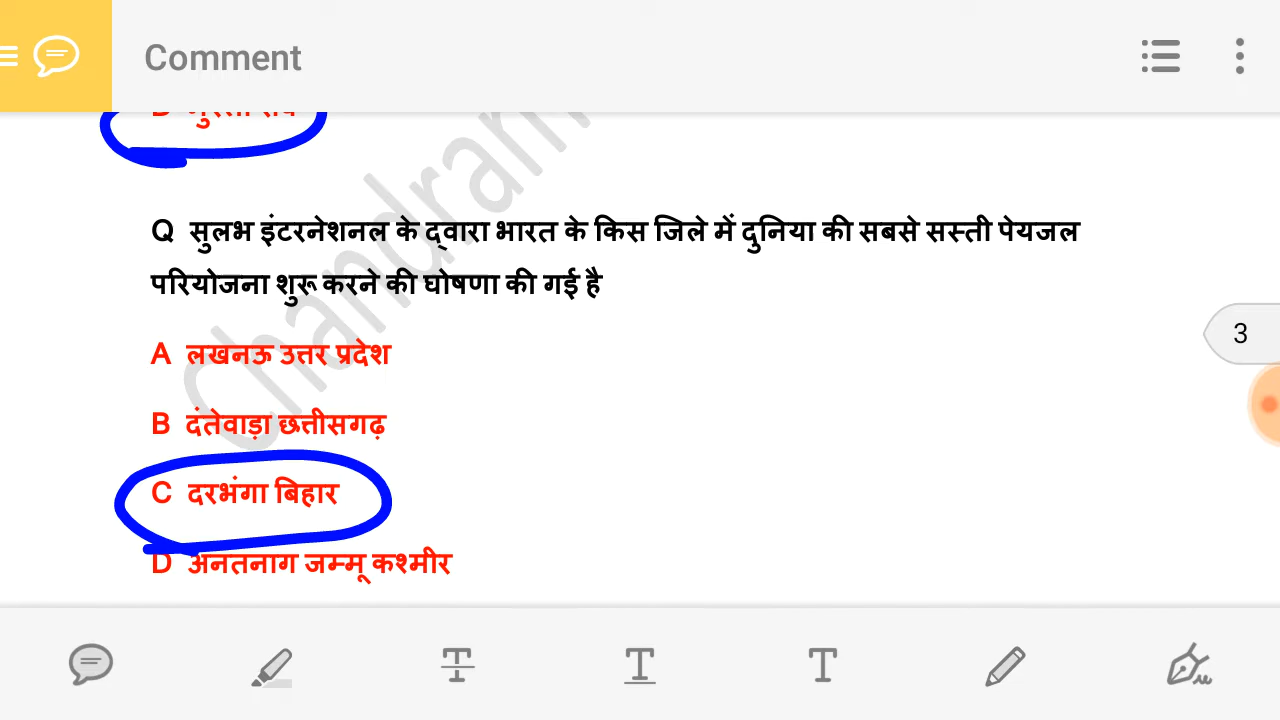 Comment
Q सुलभ इंटरनेशनल के द्वारा भारत के किस जिले में दुनिया की सबसे सस्ती पेयजल
परियोजना शुरू करने की घोषणा की गई है
A लखनऊ उत्तर प्रदेश
3
B दंतेवाड़ा छत्तीसगढ़
C दरभंगा बिहार
D अनतनाग जम्मू कश्मीर